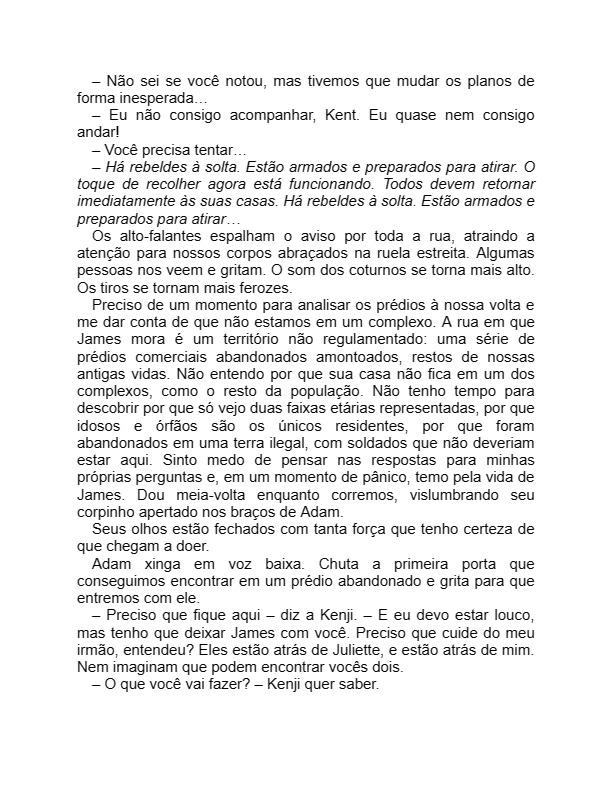 – Não sei se você notou, mas tivemos que mudar os planos de
forma inesperada…
– Eu não consigo acompanhar, Kent. Eu quase nem consigo
andar!
– Você precisa tentar…
– Há rebeldes à solta. Estão armados e preparados para atirar. O
toque de recolher agora está funcionando. Todos devem retornar
imediatamente às suas casas. Há rebeldes à solta. Estão armados e
preparados para atirar…
Os alto-falantes espalham o aviso por toda a rua, atraindo a
atenção para nossos corpos abraçados na ruela estreita. Algumas
pessoas nos veem e gritam. O som dos coturnos se torna mais alto.
Os tiros se tornam mais ferozes.
Preciso de um momento para analisar os prédios à nossa volta e
me dar conta de que não estamos em um complexo. A rua em que
James mora é um território não regulamentado: uma série de
prédios comerciais abandonados amontoados, restos de nossas
antigas vidas. Não entendo por que sua casa não fica em um dos
complexos, como o resto da população. Não tenho tempo para
descobrir por que só vejo duas faixas etárias representadas, por que
idosos e órfãos são os únicos residentes, por que foram
abandonados em uma terra ilegal, com soldados que não deveriam
estar aqui. Sinto medo de pensar nas respostas para minhas
próprias perguntas e, em um momento de pânico, temo pela vida de
James. Dou meia-volta enquanto corremos, vislumbrando seu
corpinho apertado nos braços de Adam.
Seus olhos estão fechados com tanta força que tenho certeza de
que chegam a doer.
Adam xinga em voz baixa. Chuta a primeira porta que
conseguimos encontrar em um prédio abandonado e grita para que
entremos com ele.
– Preciso que fique aqui – diz a Kenji. – E eu devo estar louco,
mas tenho que deixar James com você. Preciso que cuide do meu
irmão, entendeu? Eles estão atrás de Juliette, e estão atrás de mim.
Nem imaginam que podem encontrar vocês dois.
– O que você vai fazer? – Kenji quer saber.